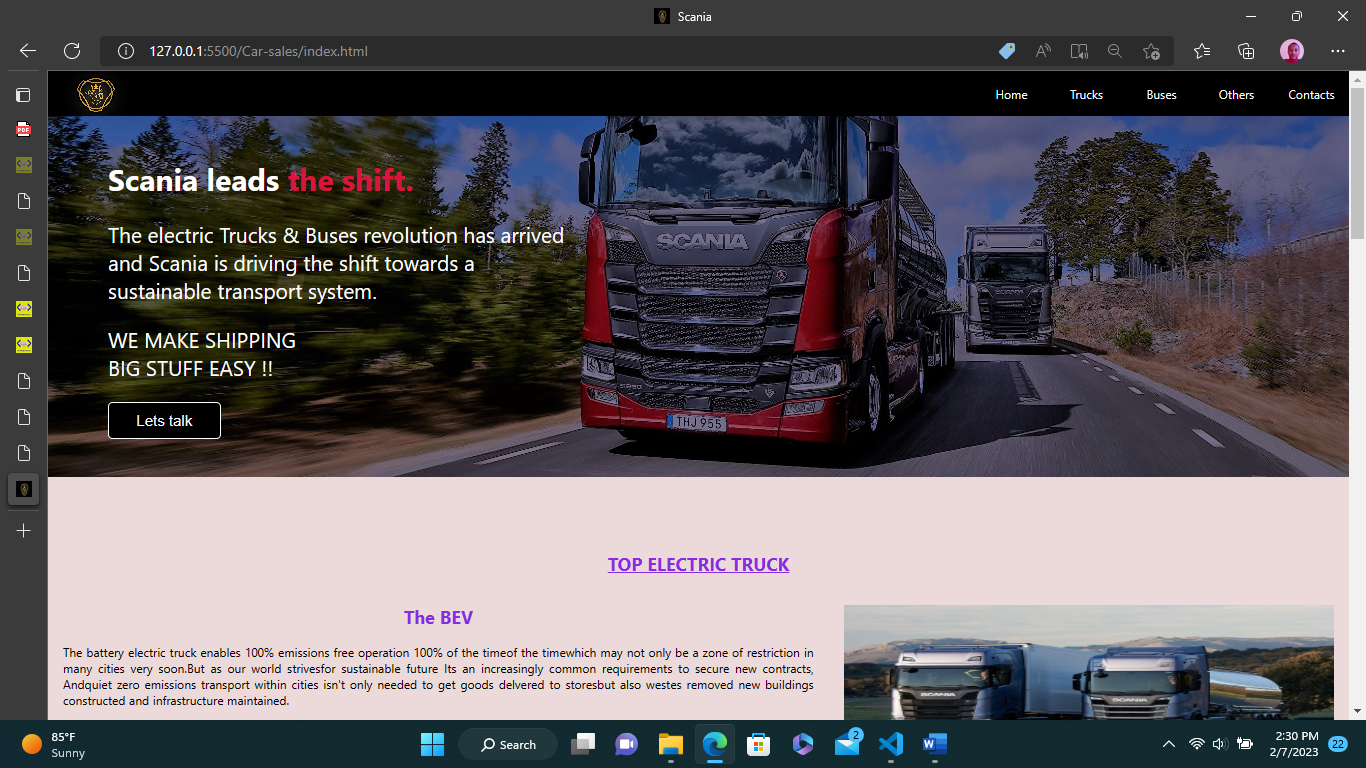 Scania
127.0.0.1:5500/Car-sales/index.html
PDF
Home Trucks Buses Others Contacts
Scania leads the shift.
The electric Trucks & Buses revolution has arrived
and Scania is driving the shift towards a
sustainable transport system.
WE MAKE SHIPPING
BIG STUFF EASY !!
Lets talk
SCANIA
THJ 955
TOP ELECTRIC TRUCK
The BEV
The battery electric truck enables 100% emissions free operation 100% of the timeof the timewhich may not only be a zone of restriction in
many cities very soon.But as our world strivesfor sustainable future Its an increasingly common requirements to secure new contracts,
Andquiet zero emissions transport within cities isn't only needed to get goods delvered to storesbut also westes removed new buildings
constructed and infrastructure maintained.
SCANIA
SCANIA
85°F
Sunny
Search
2
2:30 PM
2/7/2023
22